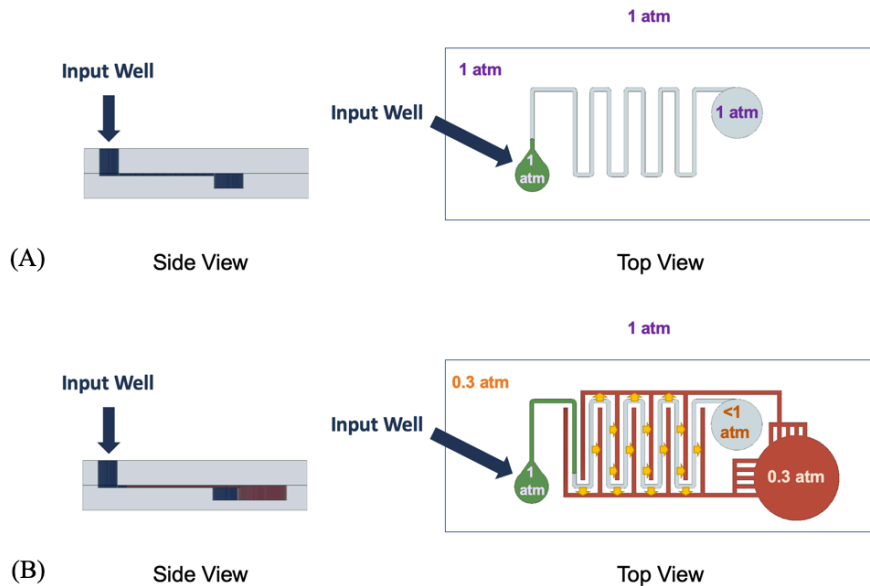 1 atm
Input Well
1 atm
Input Well
1 atm
1
atm
(A)
Side View
Top View
1 atm
Input Well
0.3 atm
Input Well
<1
atm
0.3 atm
1
atm
(B)
Side View
Top View